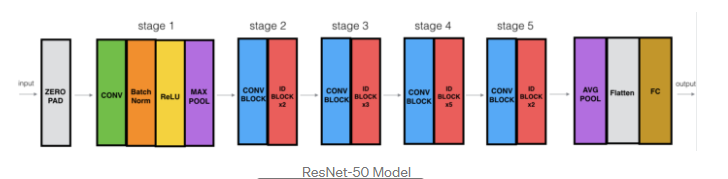 stage 1
stage 2
stage 3
stage 4
stage 5
input
ZERO
PAD
CONV
Batch
Norm
ReLU
MAX
POOL
CONV
BLOCK
ID
BLOCK
x2
CONV
BLOCK
ID
BLOCK
x3
CONV
BLOCK
ID
BLOCK
x5
CONV
BLOCK
ID
BLOCK
x2
AVG
POOL
Flatten
FC
output
ResNet-50 Model